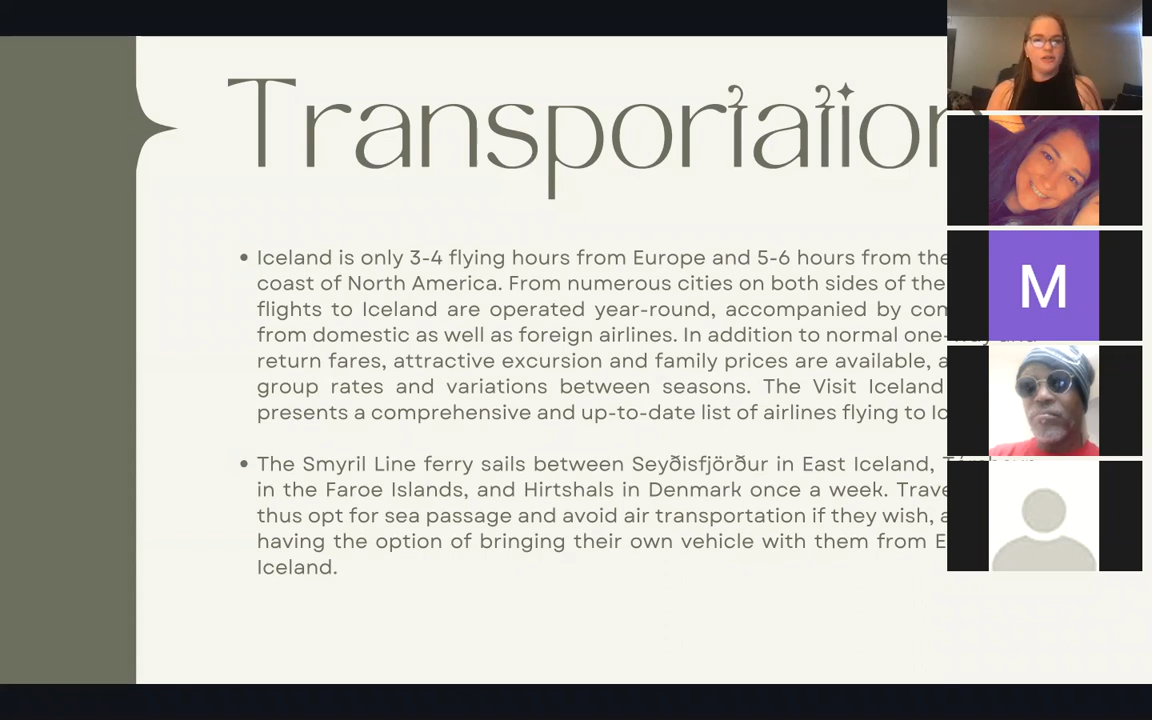 Transportation
Iceland is only 3-4 flying hours from Europe and 5-6 hours from the
coast of North America. From numerous cities on both sides of the
flights to Iceland are operated year-round, accompanied by
from domestic as well as foreign airlines. In addition to normal one-way and
return fares, attractive excursion and family prices are available,
group rates and variations between seasons. The Visit Iceland
presents a comprehensive and up-to-date list of airlines flying to
The Smyril Line ferry sails between Seyðisfjörður in East Iceland,
in the Faroe Islands, and Hirtshals in Denmark once a week.
thus opt for sea passage and avoid air transportation if they wish,
having the option of bringing their own vehicle with them from
Iceland.
M